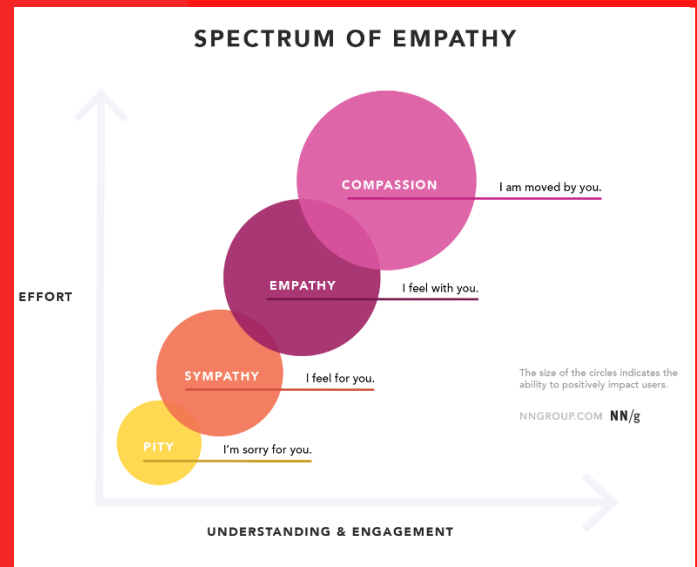 SPECTRUM OF EMPATHY
COMPASSION
I am moved by you.
EMPATHY
I feel with you.
EFFORT
SYMPATHY
I feel for you.
The size of the circles indicates the
ability to positively impact users.
NNGROUP.COM NN/g
PITY
I'm sorry for you.
UNDERSTANDING & ENGAGEMENT